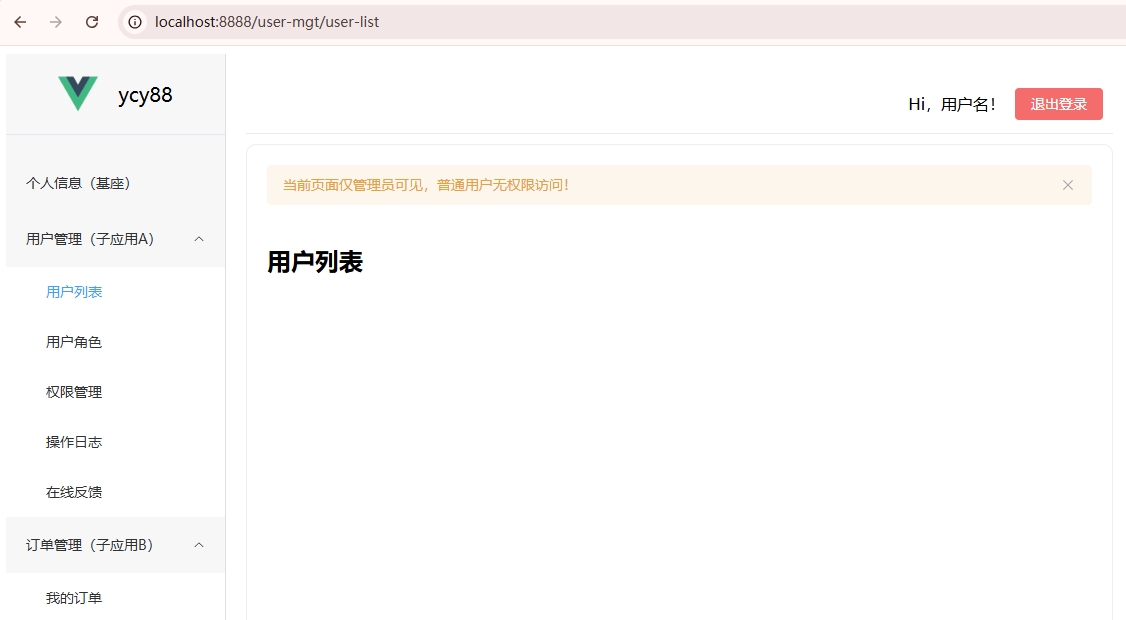 localhost:8888/user-mgt/user-list
ycy88
Hi，用户名！
退出登录
个人信息（基座）
当前页面仅管理员可见，普通用户无权限访问！
用户管理（子应用A）
用户列表
用户列表
用户角色
权限管理
操作日志
在线反馈
订单管理（子应用B）
我的订单